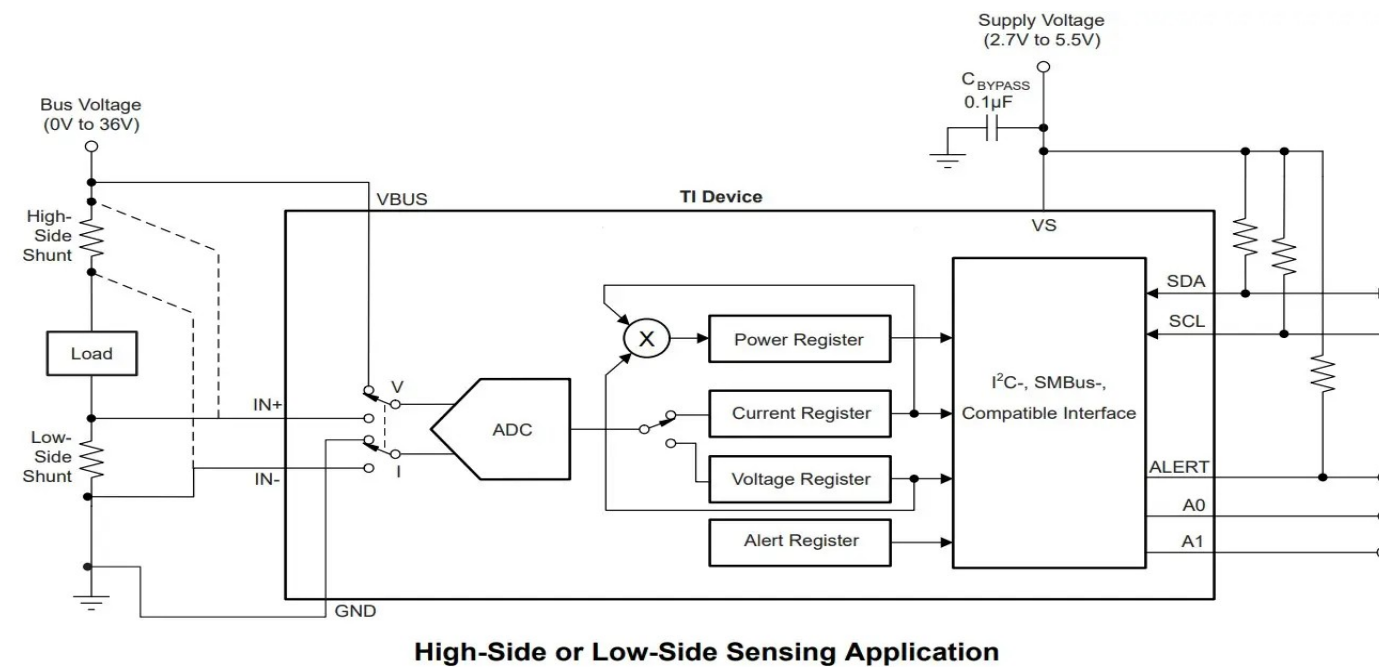 Supply Voltage
(2.7V to 5.5V)
CBYPASS
0.1µF
Bus Voltage
(0V to 36V)
VBUS
TI Device
VS
High-
Side
Shunt
SDA
SCL
X
Power Register
Load
V
I²C-, SMBus-,
Compatible Interface
IN+
ADC
Current Register
Low-
Side
Shunt
IN-
I
Voltage Register
ALERT
A0
Alert Register
A1
GND
High-Side or Low-Side Sensing Application